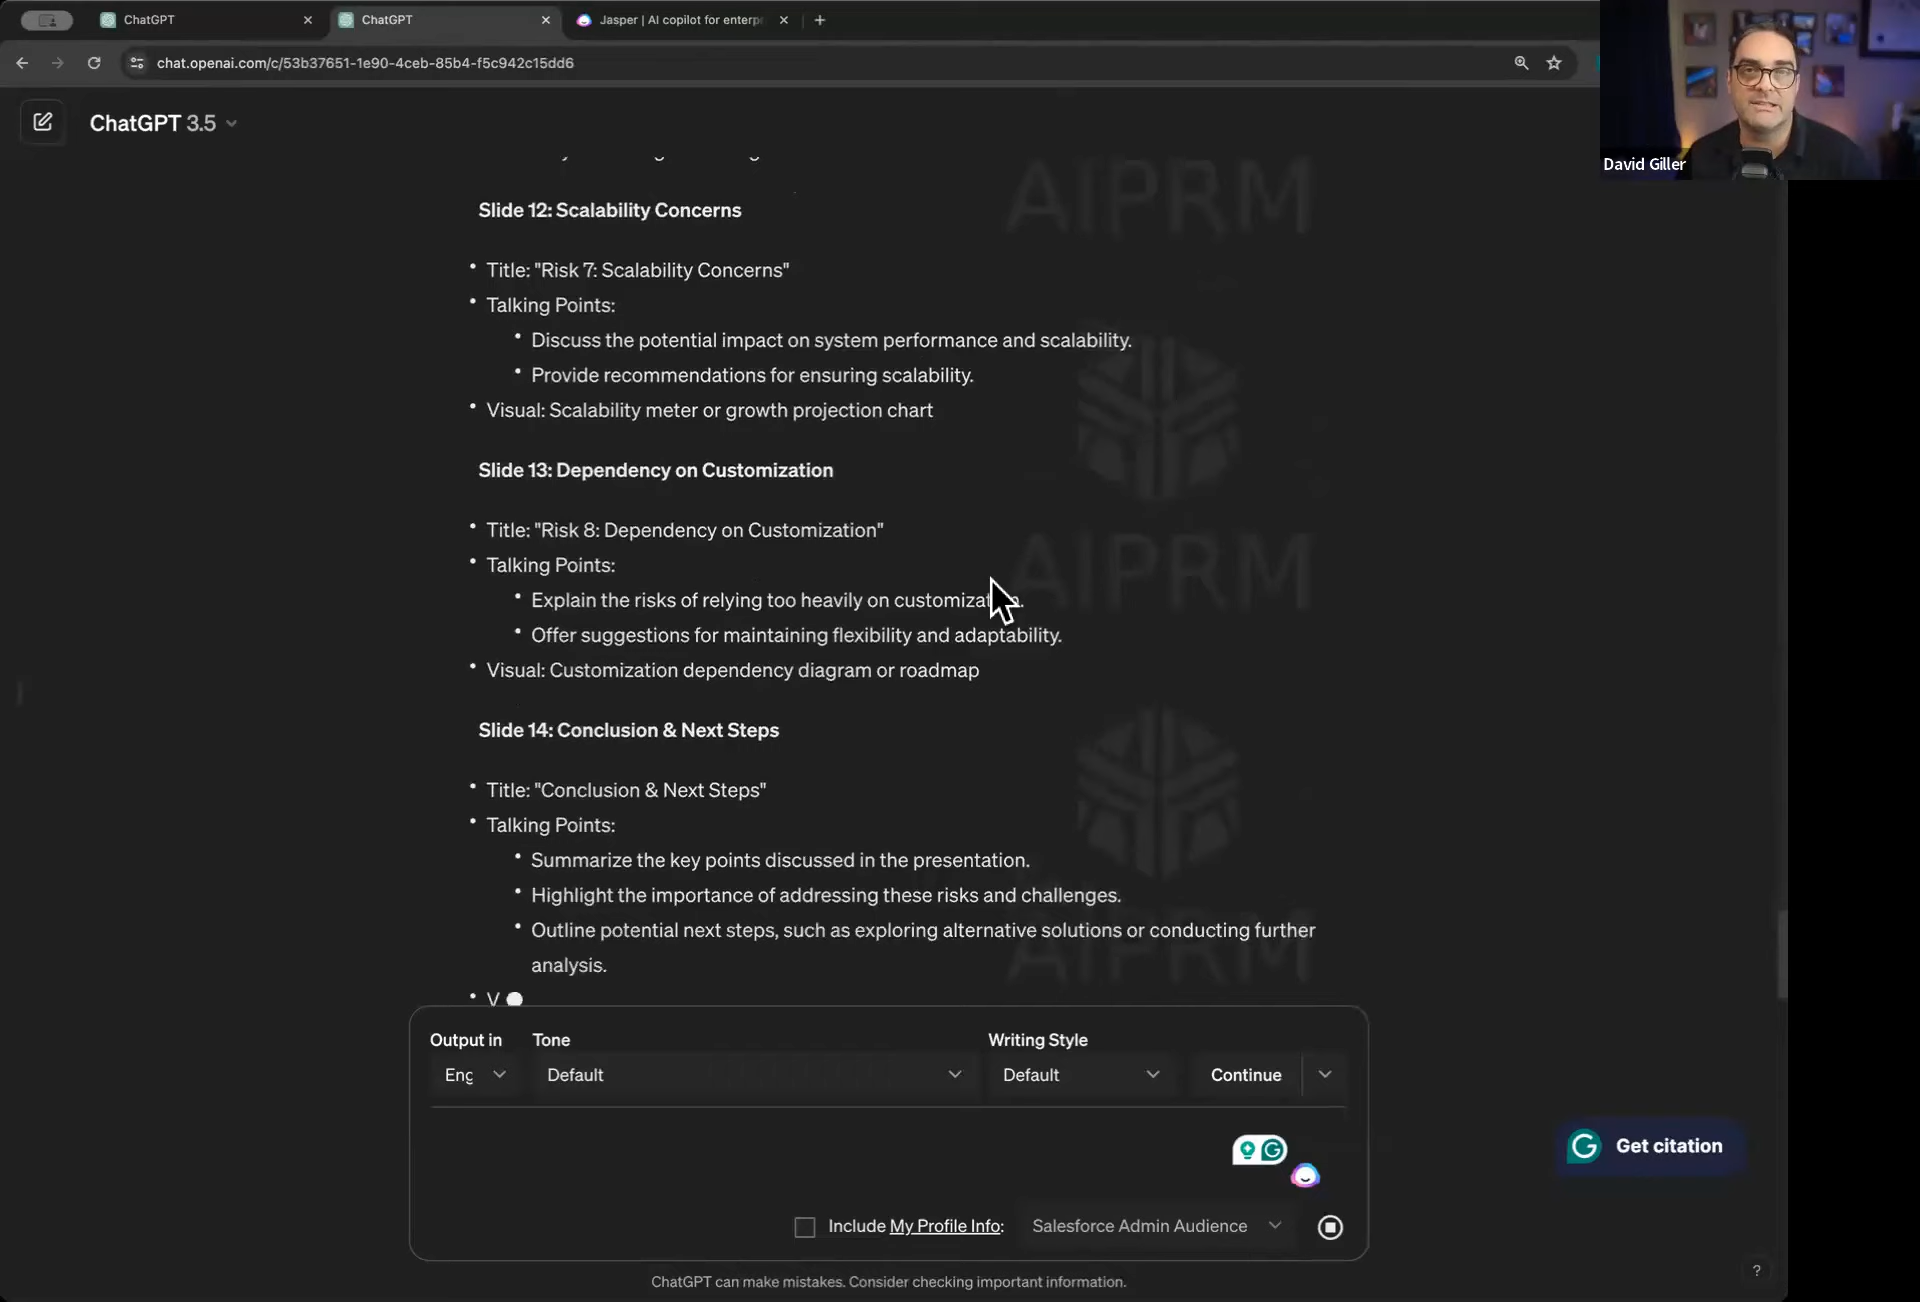 ChatGPT
ChatGPT
Jasper | AI copilot for enterp
chat.openai.com/c/53b37651-1e90-4ceb-85b4-f5c942c15dd6
ChatGPT 3.5
David Giller
AIPRM
Slide 12: Scalability Concerns
• Title: "Risk 7: Scalability Concerns"
• Talking Points:
• Discuss the potential impact on system performance and scalability.
• Provide recommendations for ensuring scalability.
• Visual: Scalability meter or growth projection chart
Slide 13: Dependency on Customization
• Title: "Risk 8: Dependency on Customization"
AIPRM
• Talking Points:
• Explain the risks of relying too heavily on customization.
• Offer suggestions for maintaining flexibility and adaptability.
• Visual: Customization dependency diagram or roadmap
Slide 14: Conclusion & Next Steps
• Title: "Conclusion & Next Steps"
• Talking Points:
• Summarize the key points discussed in the presentation.
• Highlight the importance of addressing these risks and challenges.
• Outline potential next steps, such as exploring alternative solutions or conducting further
analysis.
AIPRM
• V
Output in Tone Writing Style
Eng Default Default Continue
Get citation
Include My Profile Info: Salesforce Admin Audience
ChatGPT can make mistakes. Consider checking important information.
?